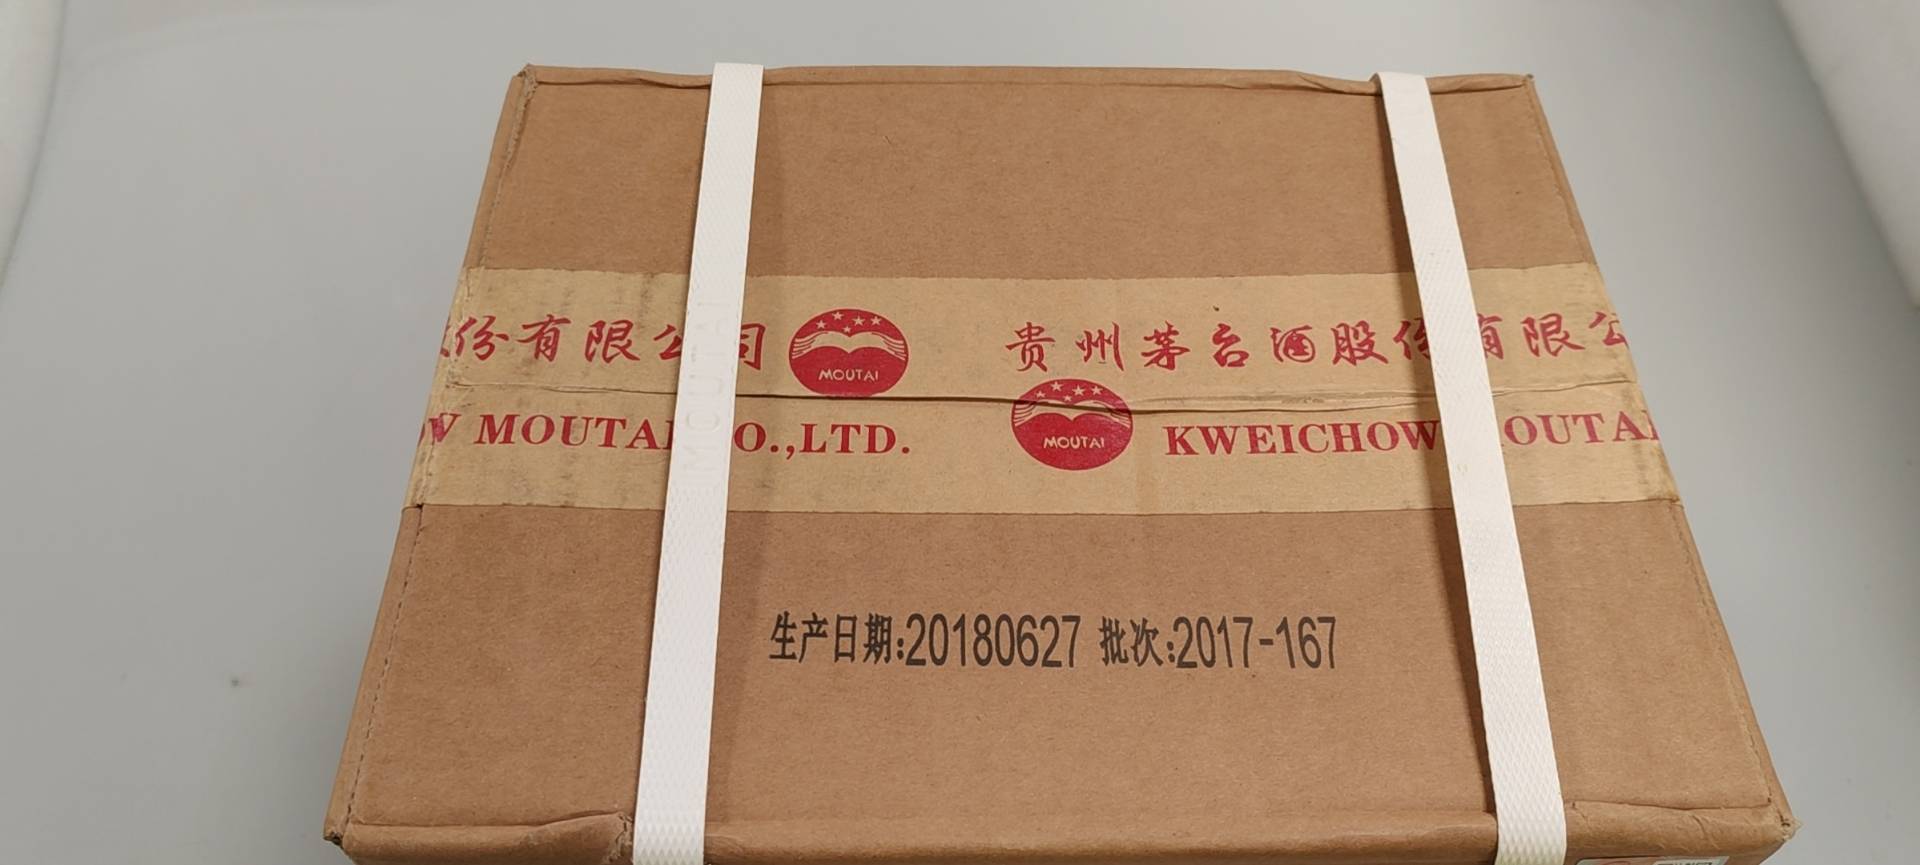 份有限公司 MOUTAI 贵州茅台酒股份有限公
MOUTAI CO.,LTD. MOUTAI KWEICHOW MOUTAI
MOUTAI
生产日期:20180627 批次:2017-167